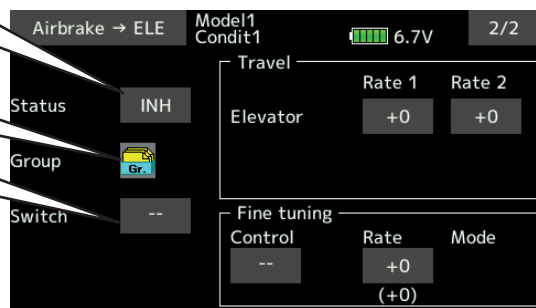 Airbrake → ELE
Model1
Condit1
6.7V
2/2
Status
INH
Group
Gr.
Switch
--
Travel
Rate 1 Rate 2
Elevator +0 +0
Fine tuning
Control Rate Mode
-- +0
(+0)